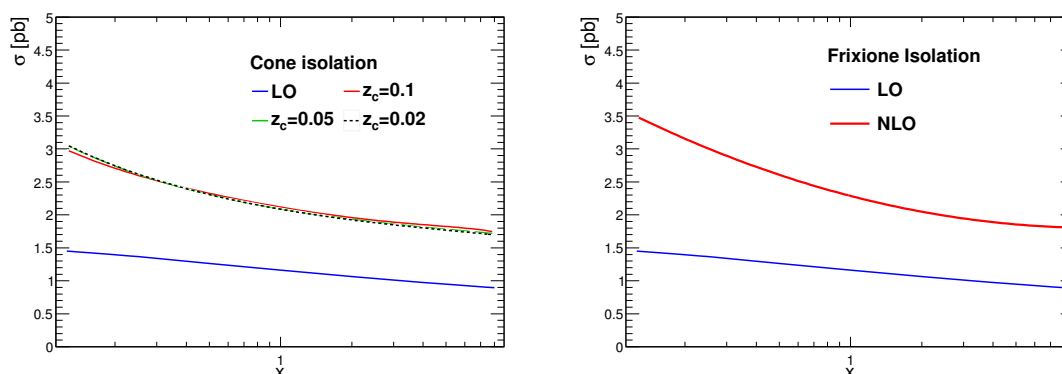 σ [pb]
5
4.5
4
3.5
3
2.5
2
1.5
1
0.5
0
Cone isolation
LO
z_c=0.1
z_c=0.05
z_c=0.02
1
x
σ [pb]
5
4.5
4
3.5
3
2.5
2
1.5
1
0.5
0
Frixione Isolation
LO
NLO
1
x